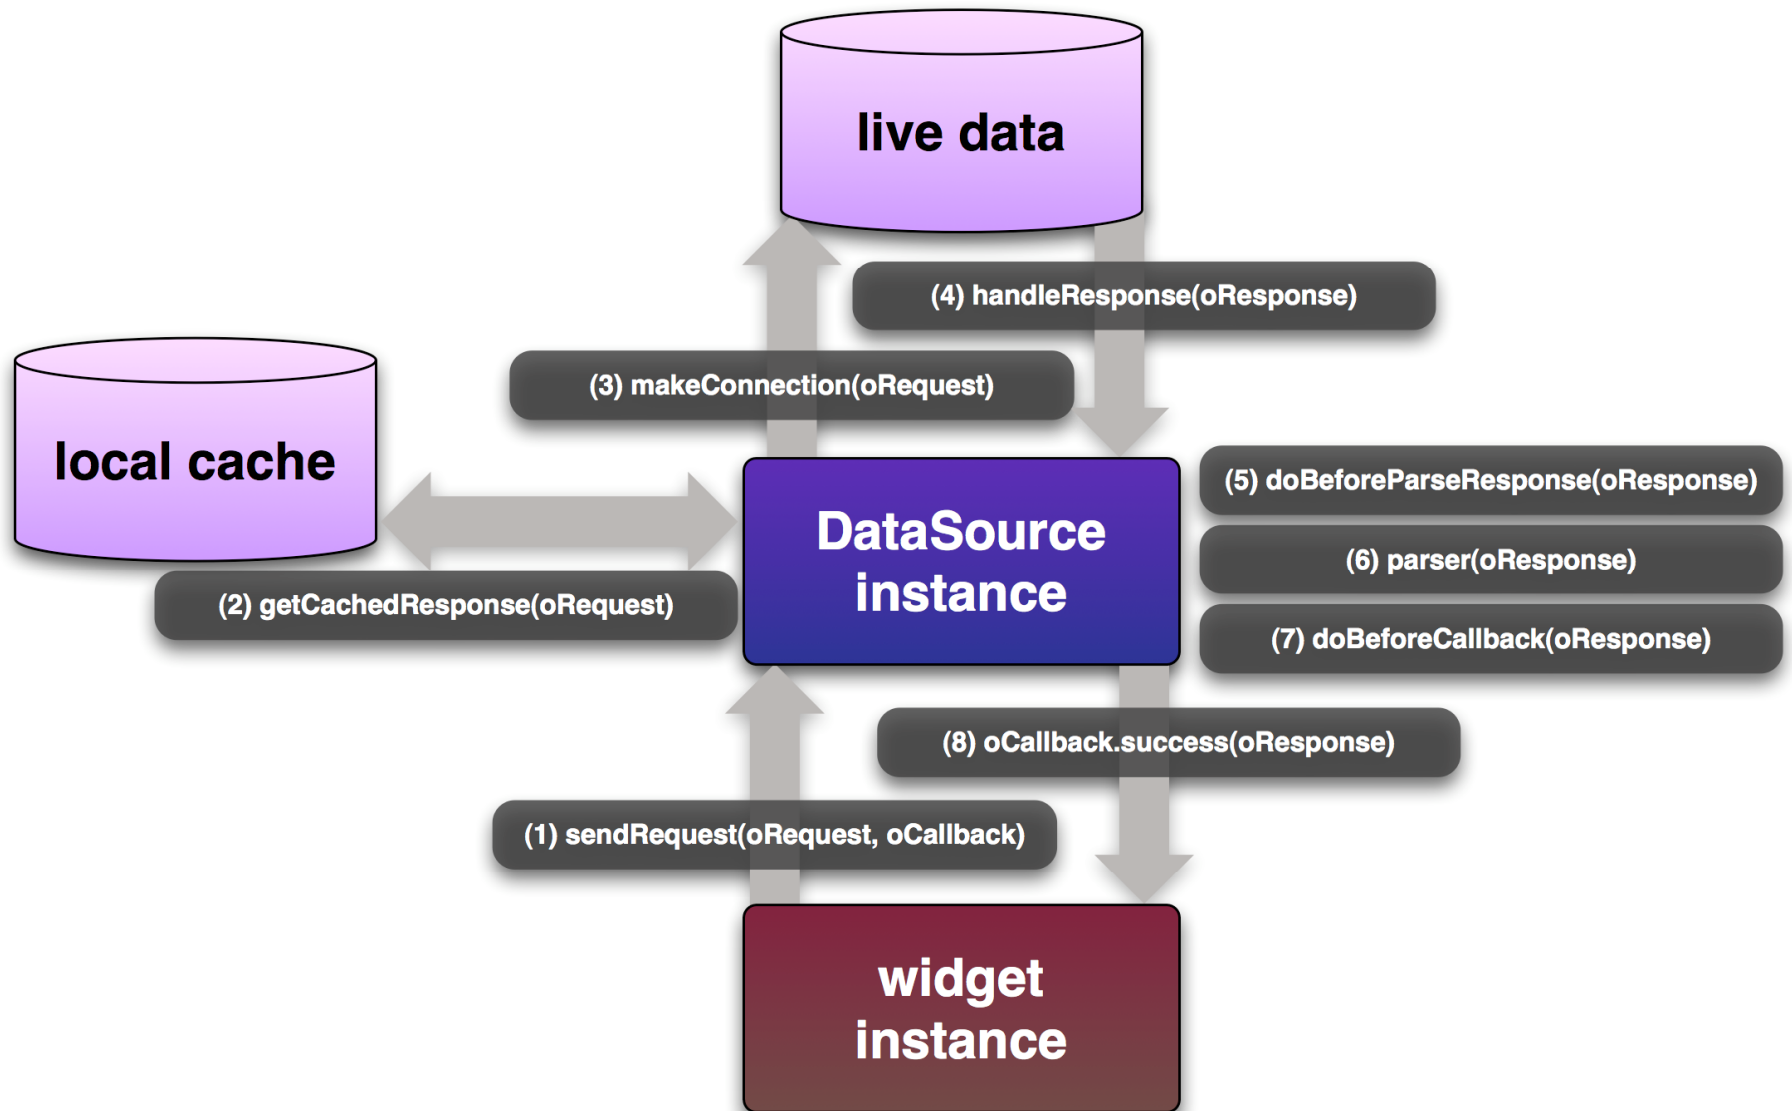 live data
(4) handleResponse(oResponse)
(3) makeConnection(oRequest)
local cache
(2) getCachedResponse(oRequest)
DataSource
instance
(5) doBeforeParseResponse(oResponse)
(6) parser(oResponse)
(7) doBeforeCallback(oResponse)
(8) oCallback.success(oResponse)
(1) sendRequest(oRequest, oCallback)
widget
instance